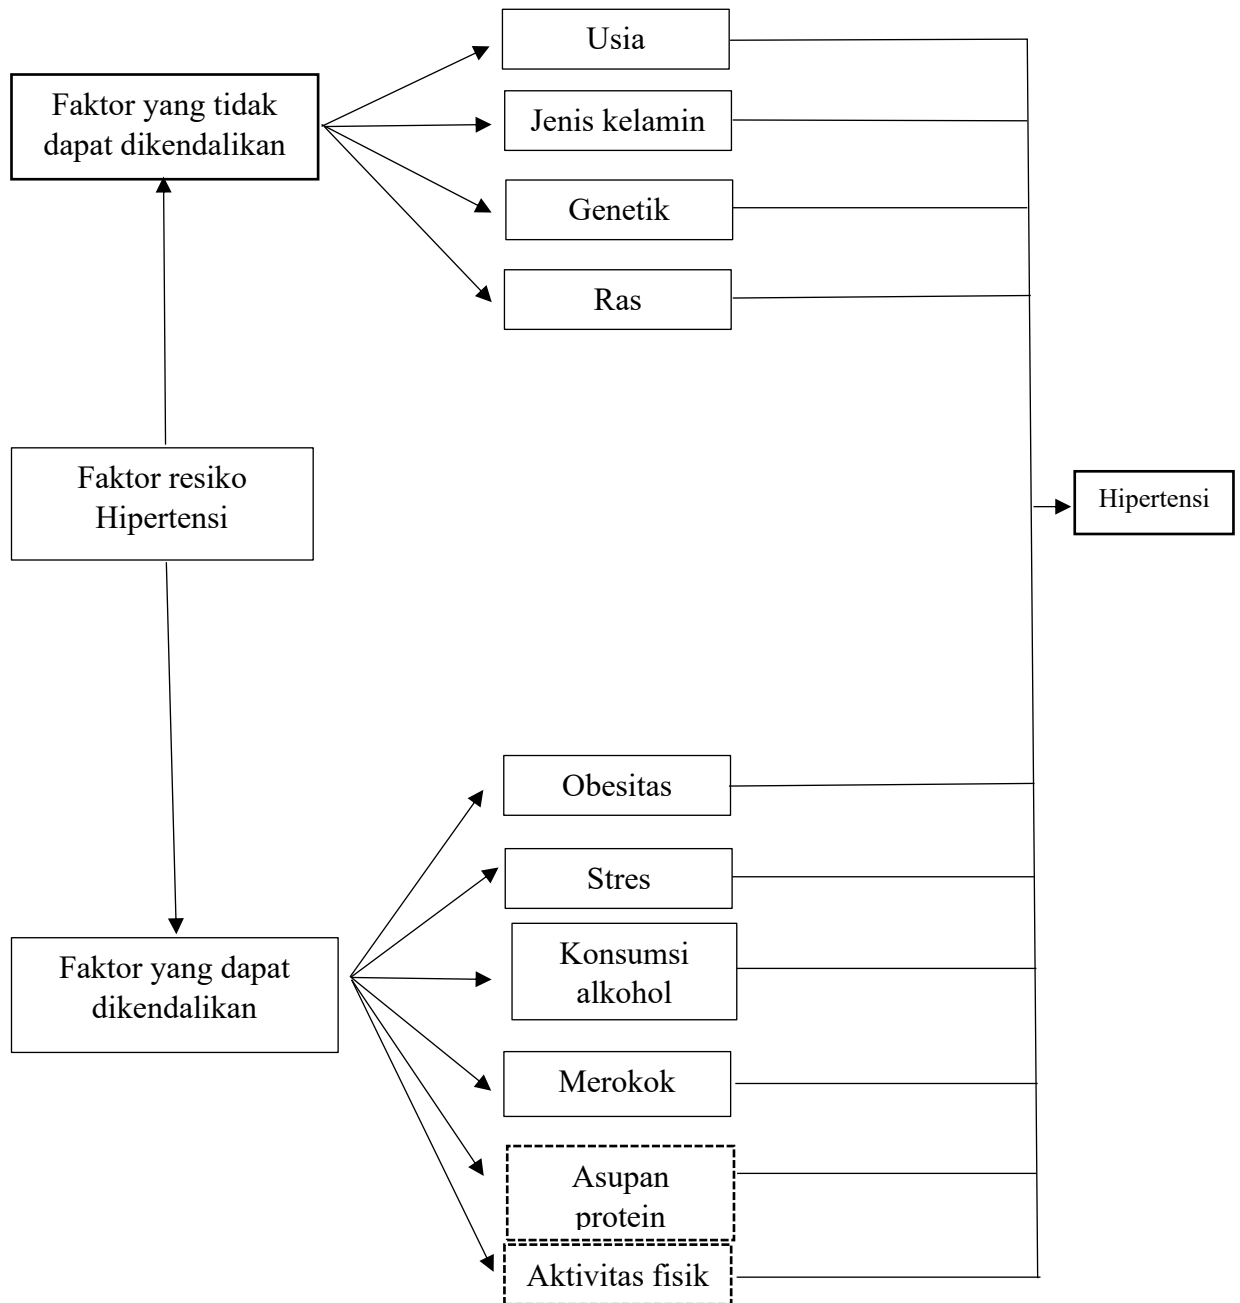 Usia
Faktor yang tidak
dapat dikendalikan
Jenis kelamin
Genetik
Ras
Faktor resiko
Hipertensi
Hipertensi
Obesitas
Stres
Faktor yang dapat
dikendalikan
Konsumsi
alkohol
Merokok
Asupan
protein
Aktivitas fisik